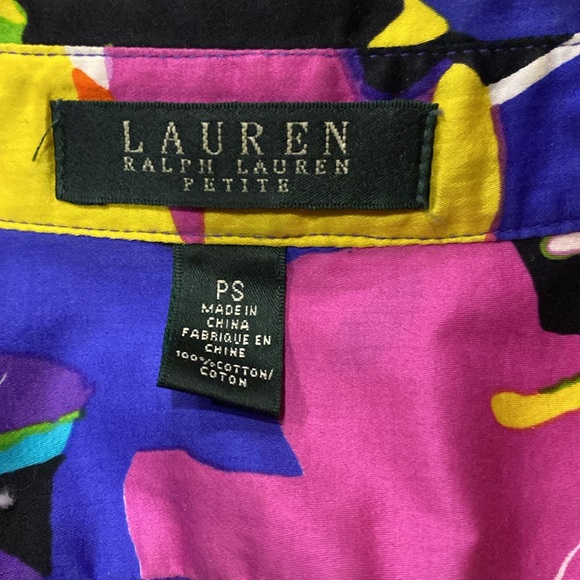 LAUREN
RALPH LAUREN
PETITE
PS
MADE IN
CHINA
FABRIQUE EN
CHINE
100% COTTON/
COTON